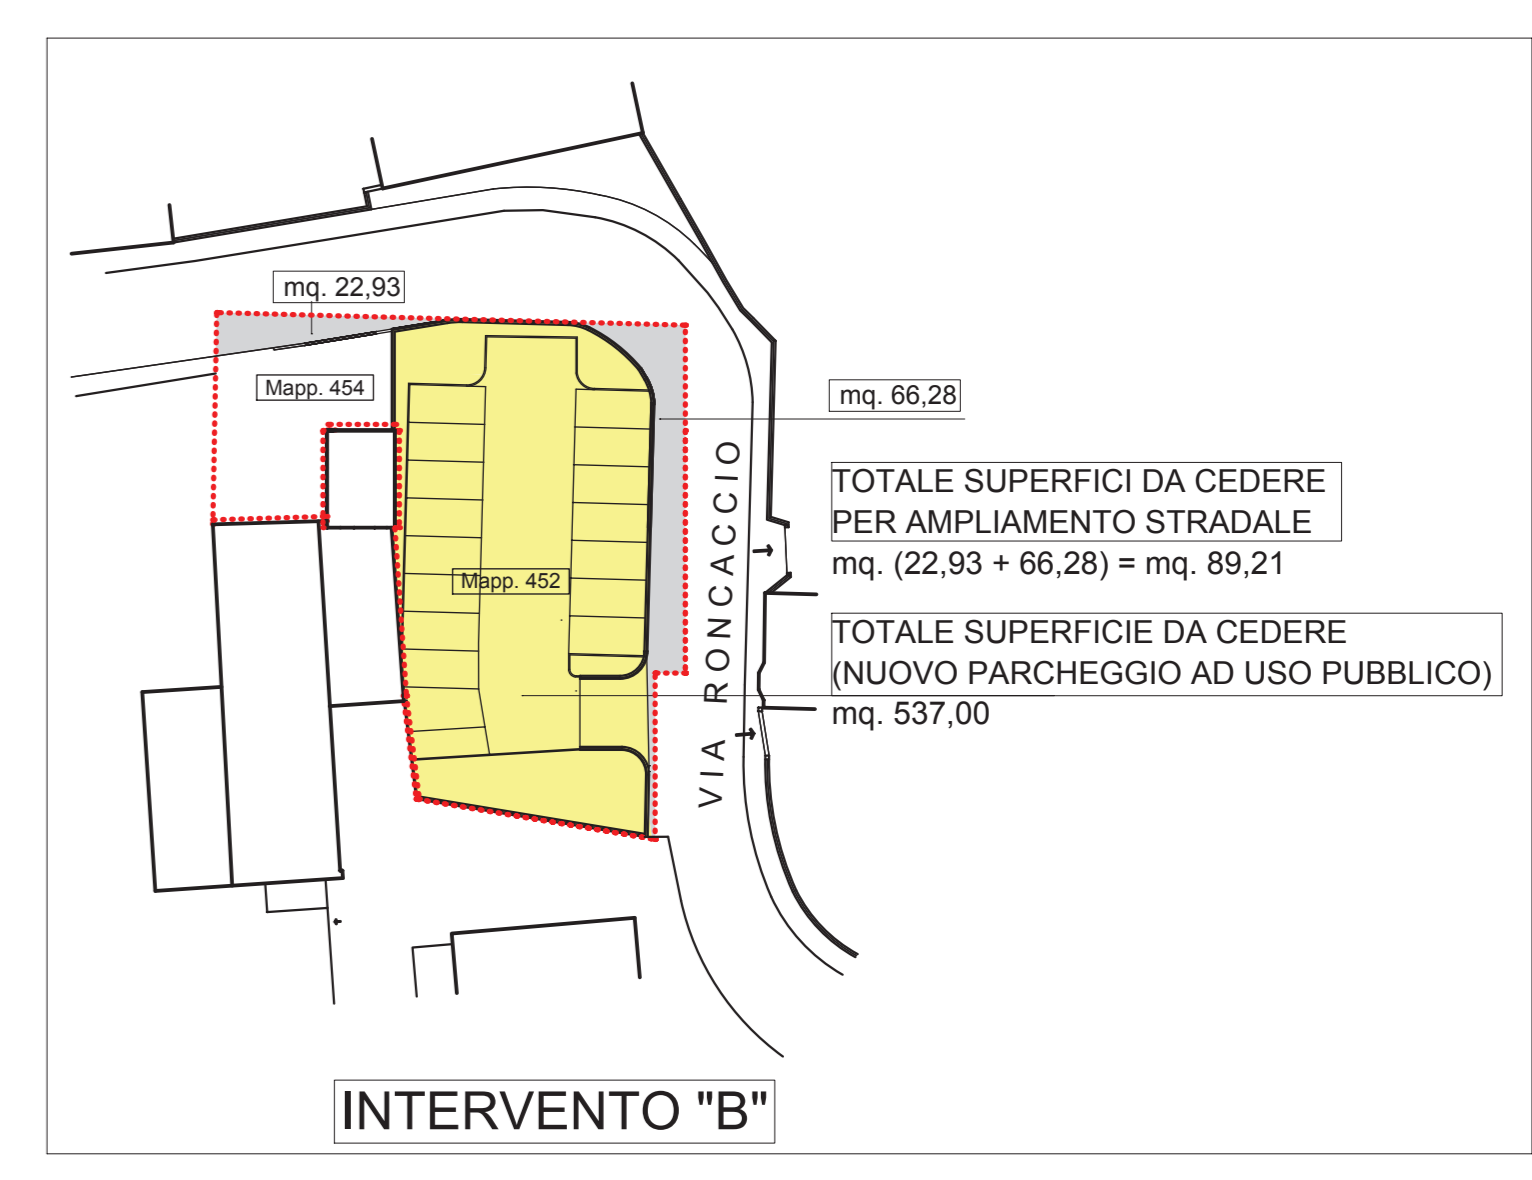 mq. 22,93
Mapp. 454
mq. 66,28
VIA RONCACCIO
TOTALE SUPERFICI DA CEDERE
PER AMPLIAMENTO STRADALE
mq. (22,93 + 66,28) = mq. 89,21
Mapp. 452
TOTALE SUPERFICIE DA CEDERE
(NUOVO PARCHEGGIO AD USO PUBBLICO)
mq. 537,00
INTERVENTO "B"